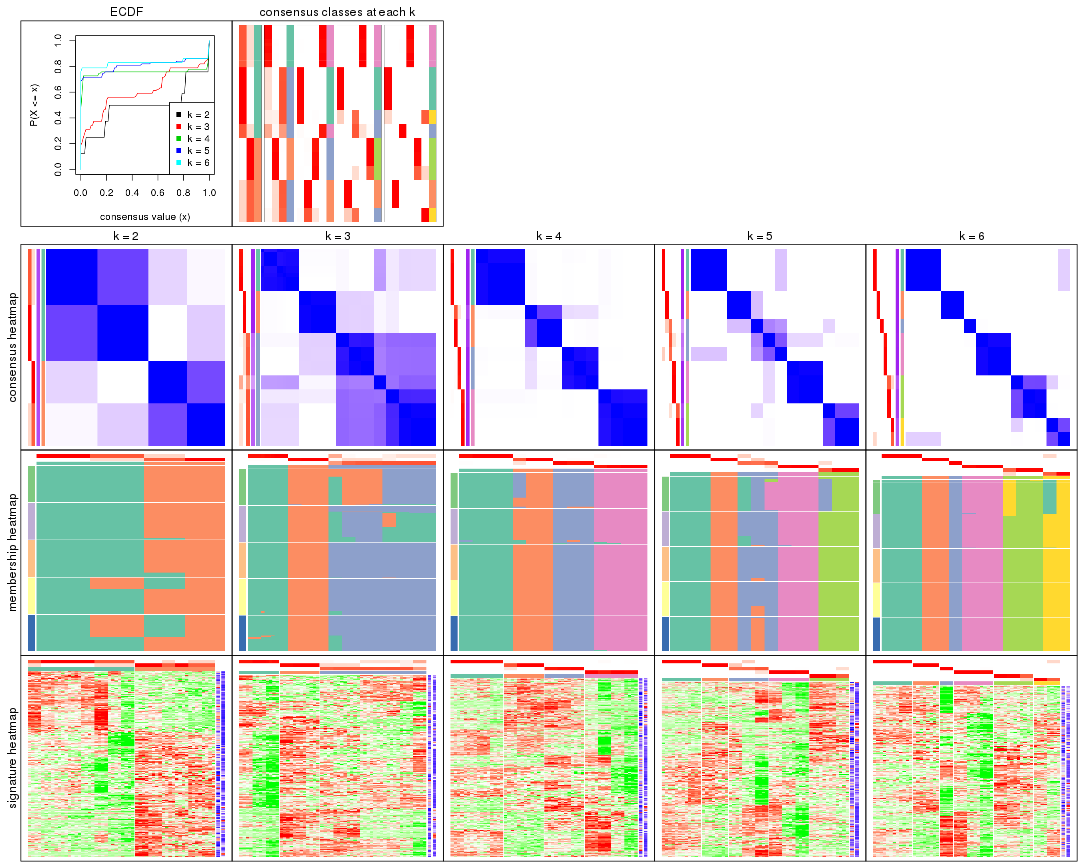 ECDF
consensus classes at each k
P(X <= x)
0.0
0.2
0.4
0.6
0.8
1.0
k = 2
k = 3
k = 4
k = 5
k = 6
0.0
0.2
0.4
0.6
0.8
1.0
consensus value (x)
k = 2
k = 3
k = 4
k = 5
k = 6
consensus heatmap
membership heatmap
signature heatmap